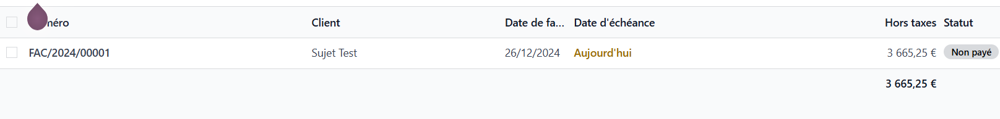 néro Client Date de fa... Date d'échéance Hors taxes Statut
FAC/2024/00001 Sujet Test 26/12/2024 Aujourd'hui 3 665,25 € Non payé
3 665,25 €